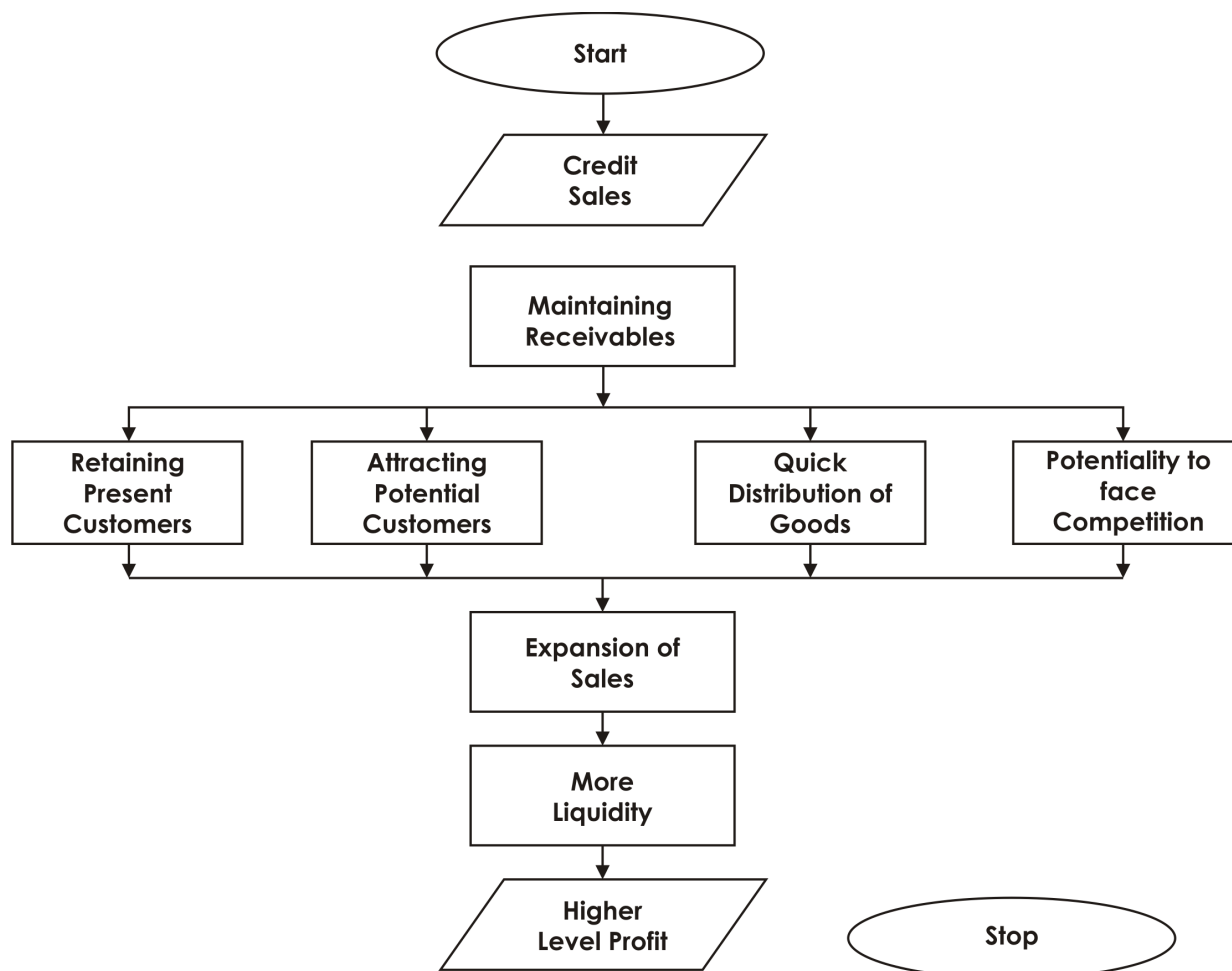 Start
Credit
Sales
Maintaining
Receivables
Retaining
Present
Customers
Attracting
Potential
Customers
Quick
Distribution of
Goods
Potentiality to
face
Competition
Expansion of
Sales
More
Liquidity
Higher
Level Profit
Stop